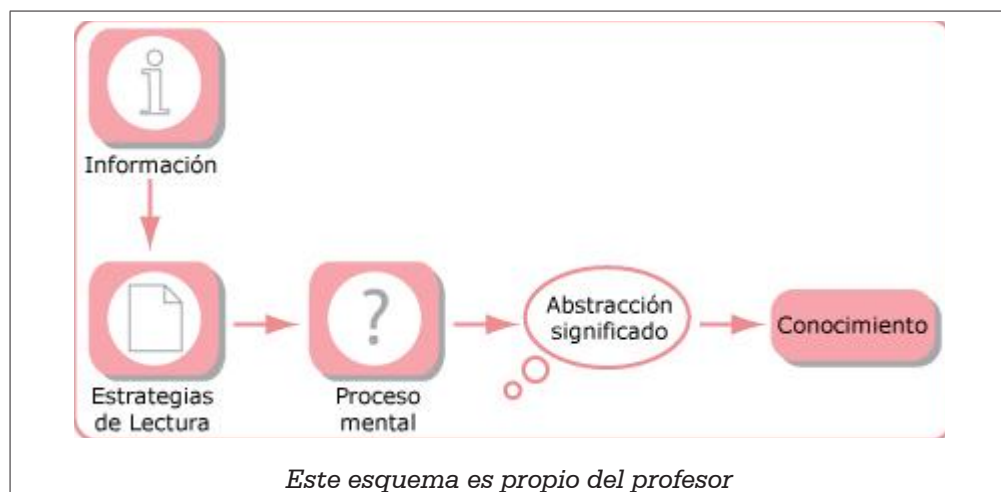 Información
Estrategias
de Lectura
Proceso
mental
Abstracción
significado
Conocimiento
Este esquema es propio del profesor